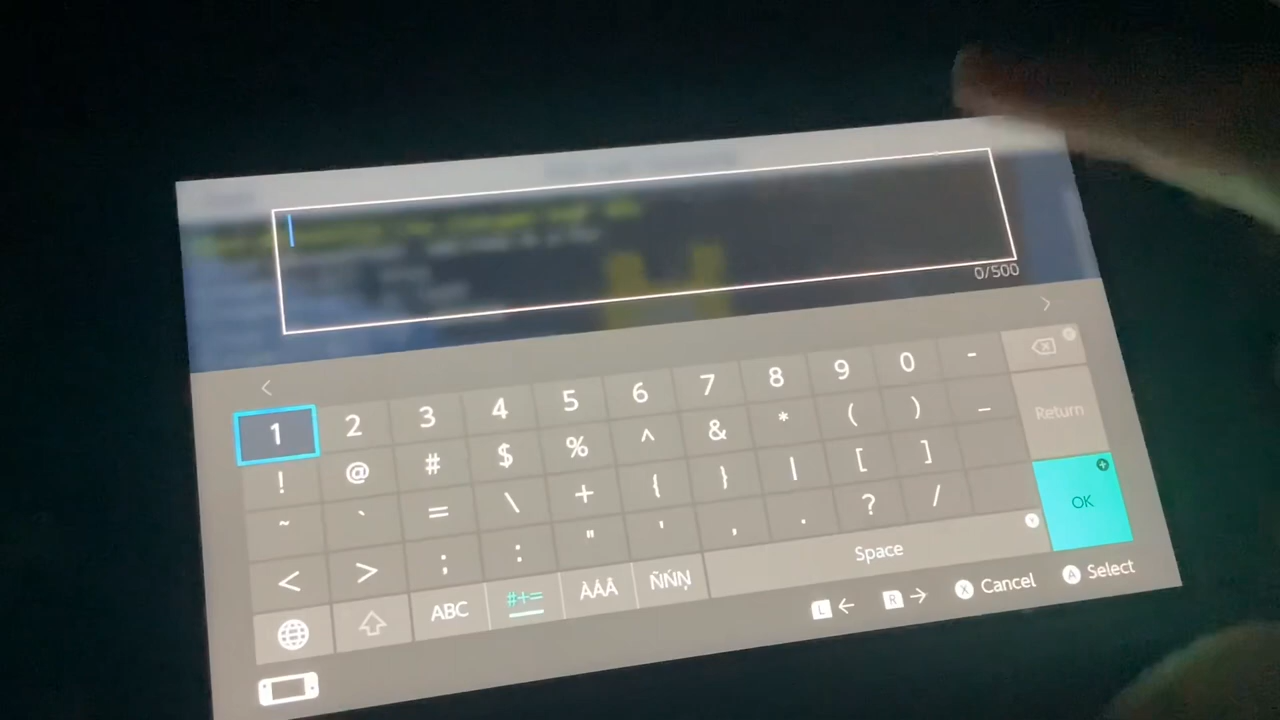 0/500
< >
1 2 3 4 5 6 7 8 9 0 -
! @ # $ % ^ & * ( ) _
~ ` = \ + { } | [ ]
< > ; : " ' , . ? /
Return
OK
ABC #+= ÀÁÂ ÑŃŅ Space
L ← R → X Cancel A Select